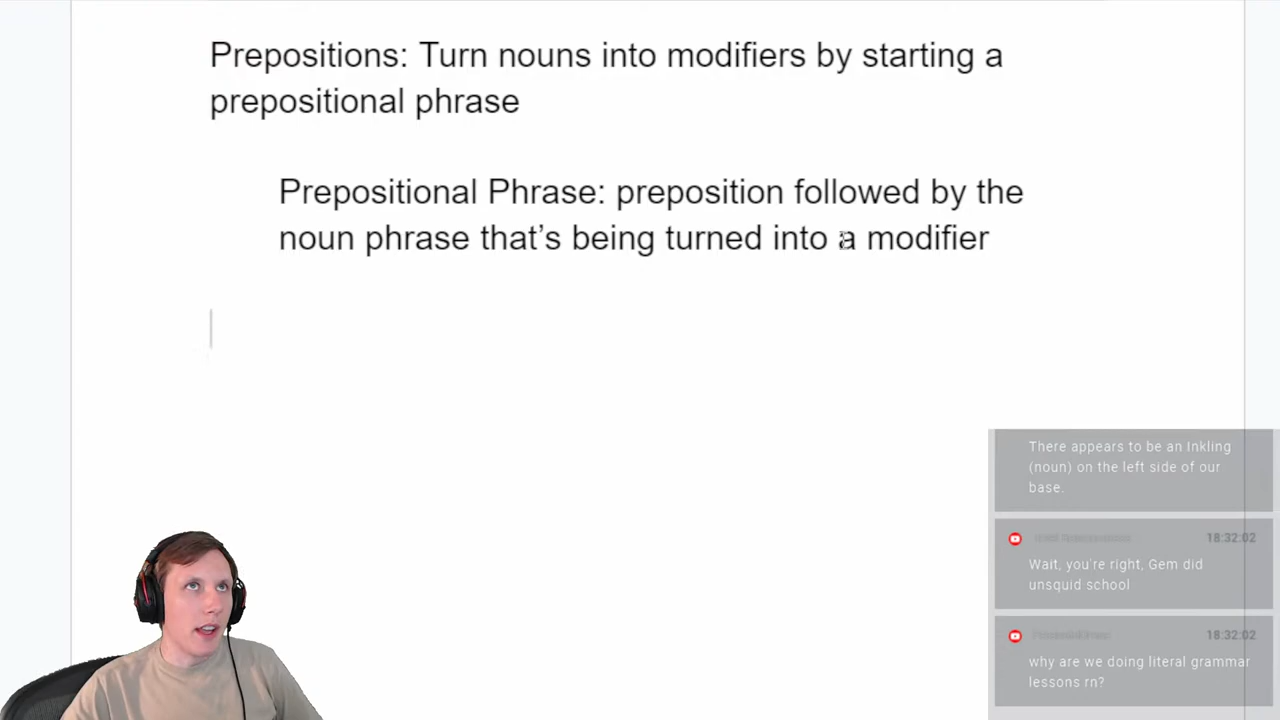 Prepositions: Turn nouns into modifiers by starting a
prepositional phrase
Prepositional Phrase: preposition followed by the
noun phrase that’s being turned into a modifier
There appears to be an Inkling
(noun) on the left side of our
base.
18:32:02
Wait, you're right, Gem did
unsquid school
18:32:02
why are we doing literal grammar
lessons rn?